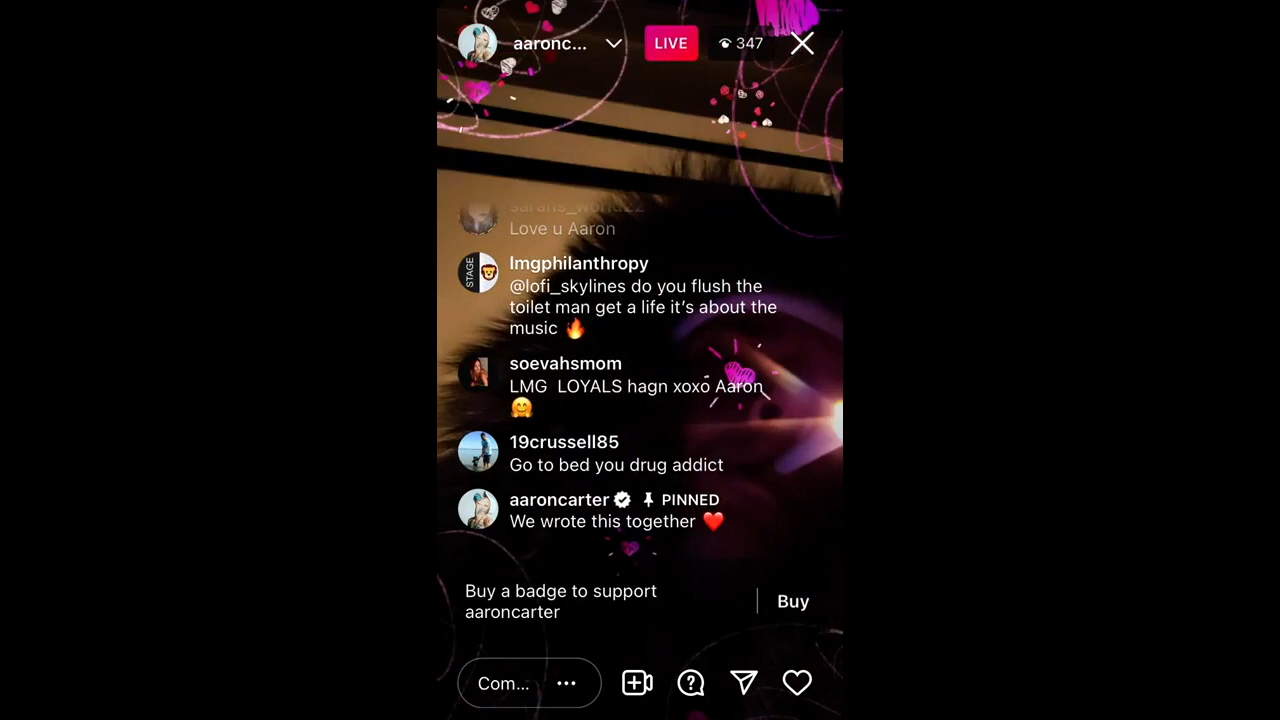 aaronc...
LIVE
347
sarahs_world22
Love u Aaron
lmgphilanthropy
STAGE
@lofi_skylines do you flush the
toilet man get a life it's about the
music 🔥
soevahsmom
LMG LOYALS hagn xoxo Aaron
🤗
19crussell85
Go to bed you drug addict
aaroncarter PINNED
We wrote this together ❤️
Buy a badge to support
aaroncarter
Buy
Com...